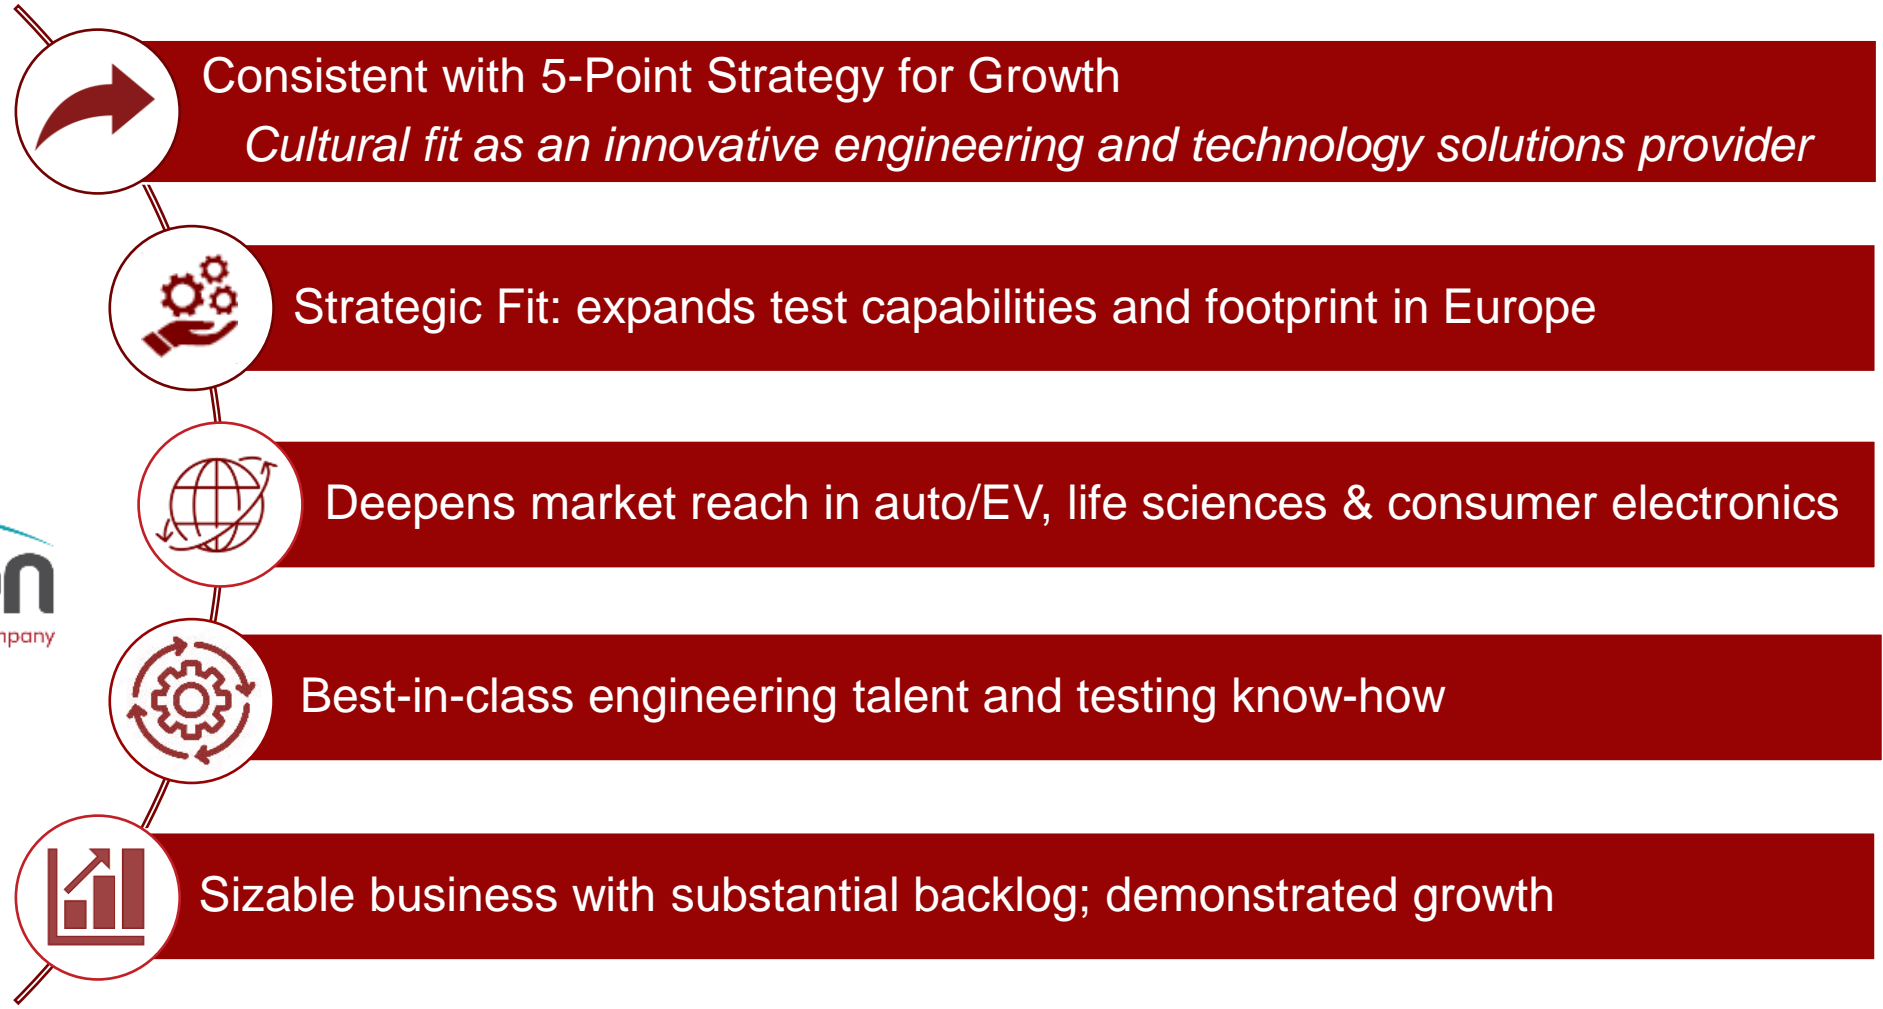 Consistent with 5-Point Strategy for Growth
Cultural fit as an innovative engineering and technology solutions provider
Strategic Fit: expands test capabilities and footprint in Europe
Deepens market reach in auto/EV, life sciences & consumer electronics
Best-in-class engineering talent and testing know-how
Sizable business with substantial backlog; demonstrated growth